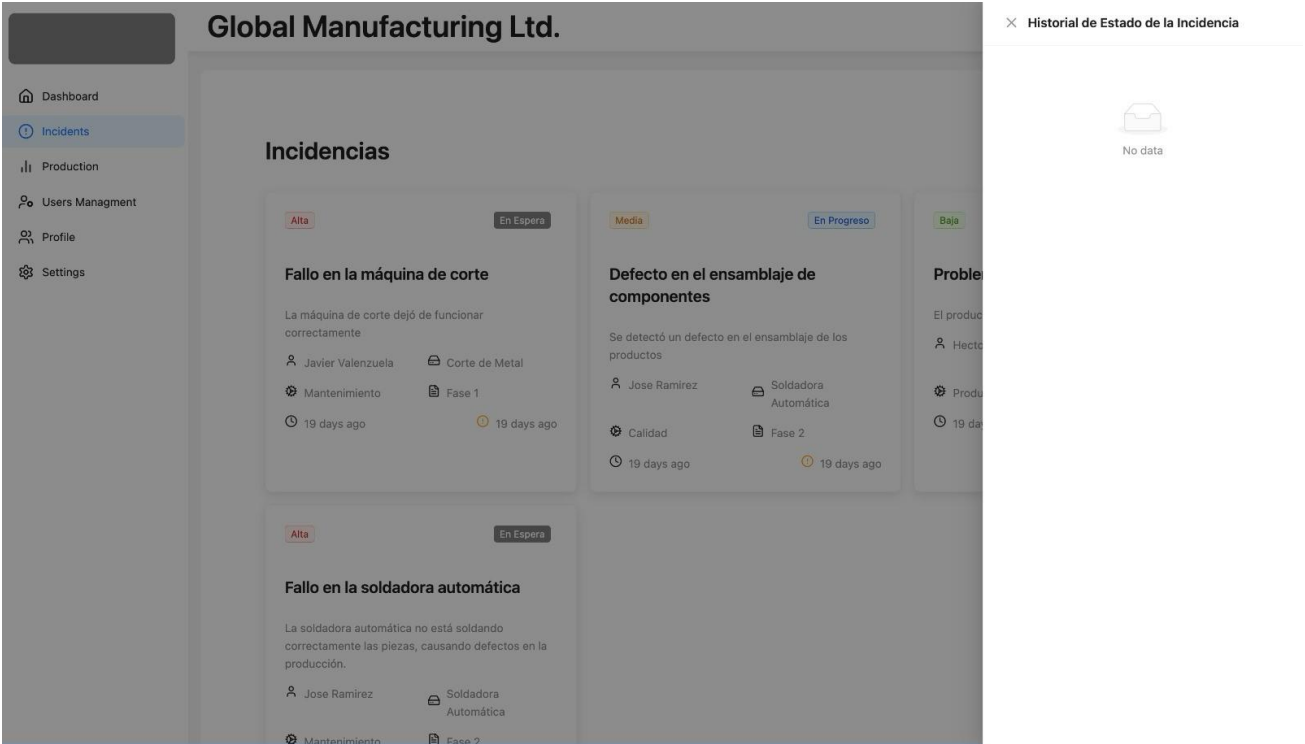 Global Manufacturing Ltd.
Dashboard
Incidents
Production
Users Managment
Profile
Settings
Incidencias
Alta
En Espera
Fallo en la máquina de corte
La máquina de corte dejó de funcionar
correctamente
Javier Valenzuela
Corte de Metal
Mantenimiento
Fase 1
19 days ago
19 days ago
Media
En Progreso
Defecto en el ensamblaje de
componentes
Se detectó un defecto en el ensamblaje de los
productos
Jose Ramirez
Soldadora
Automática
Calidad
Fase 2
19 days ago
19 days ago
Baja
El
19
Alta
En Espera
Fallo en la soldadora automática
La soldadora automática no está soldando
correctamente las piezas, causando defectos en la
producción.
Jose Ramirez
Soldadora
Automática
Mantenimiento
Fase 2
Historial de Estado de la Incidencia
No data